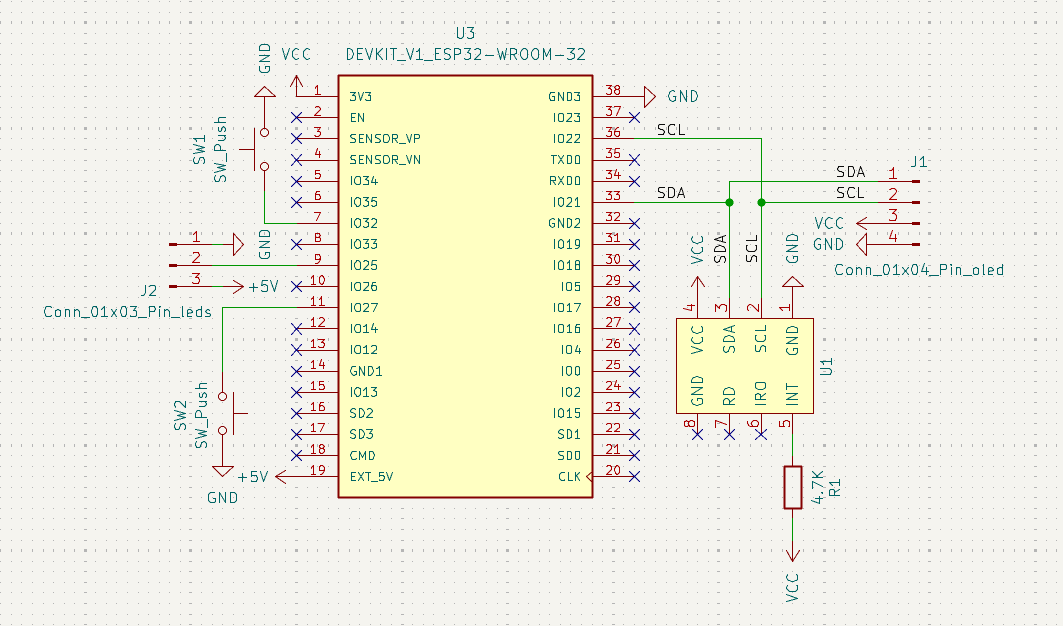 U3
DEVKIT_V1_ESP32-WROOM-32
GND
VCC
SW1
SW_Push
1 3V3
2 EN
3 SENSOR_VP
4 SENSOR_VN
5 IO34
6 IO35
7 IO32
8 IO33
9 IO25
10 IO26
11 IO27
12 IO14
13 IO12
14 GND1
15 IO13
16 SD2
17 SD3
18 CMD
19 EXT_5V
GND3 38
IO23 37
IO22 36
TXD0 35
RXD0 34
IO21 33
GND2 32
IO19 31
IO18 30
IO5 29
IO17 28
IO16 27
IO4 26
IO0 25
IO2 24
IO15 23
SD1 22
SD0 21
CLK 20
1
GND
2
3
+5V
J2
Conn_01x03_Pin_leds
SW2
SW_Push
GND
+5V
GND
SCL
SDA
J1
SDA 1
SCL 2
VCC 3
GND 4
Conn_01x04_Pin_oled
VCC
SDA
SCL
GND
4
3
2
1
VCC
SDA
SCL
GND
U1
GND
RD
IRO
INT
8
7
6
5
4.7K
R1
VCC